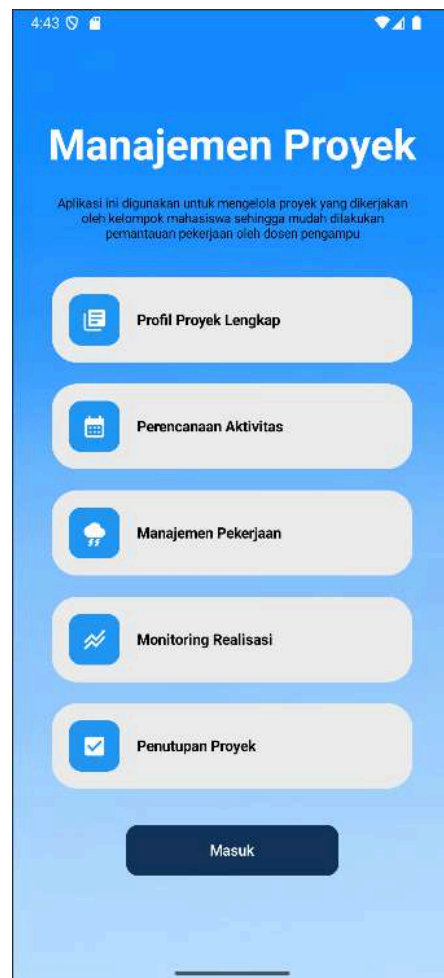 4:43
Manajemen Proyek
Aplikasi ini digunakan untuk mengelola proyek yang dikerjakan
oleh kelompok mahasiswa sehingga mudah dilakukan
pemantauan pekerjaan oleh dosen pengampu
Profil Proyek Lengkap
Perencanaan Aktivitas
Manajemen Pekerjaan
Monitoring Realisasi
Penutupan Proyek
Masuk